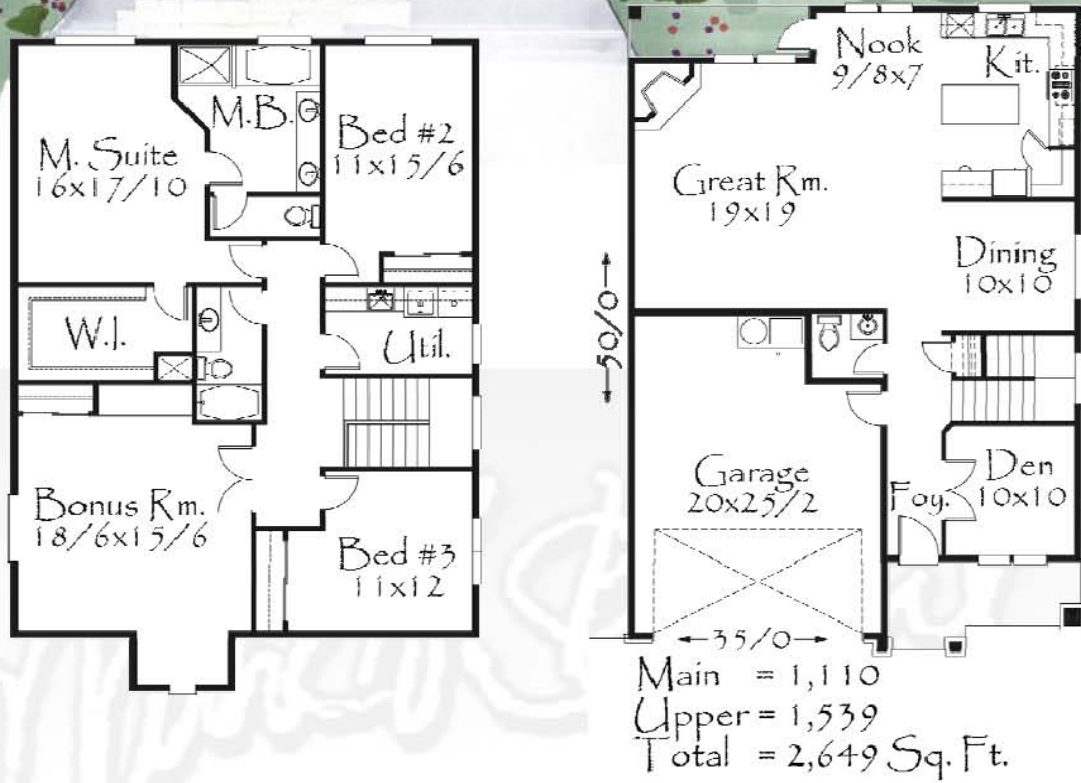 M. Suite
16x17/10
M.B.
Bed #2
11x15/6
W.I.
Util.
Bonus Rm.
18/6x15/6
Bed #3
11x12
Nook
9/8x7
Kit.
Great Rm.
19x19
Dining
10x10
50/0
Garage
20x25/2
Foy.
Den
10x10
35/0
Main = 1,110
Upper = 1,539
Total = 2,649 Sq. Ft.